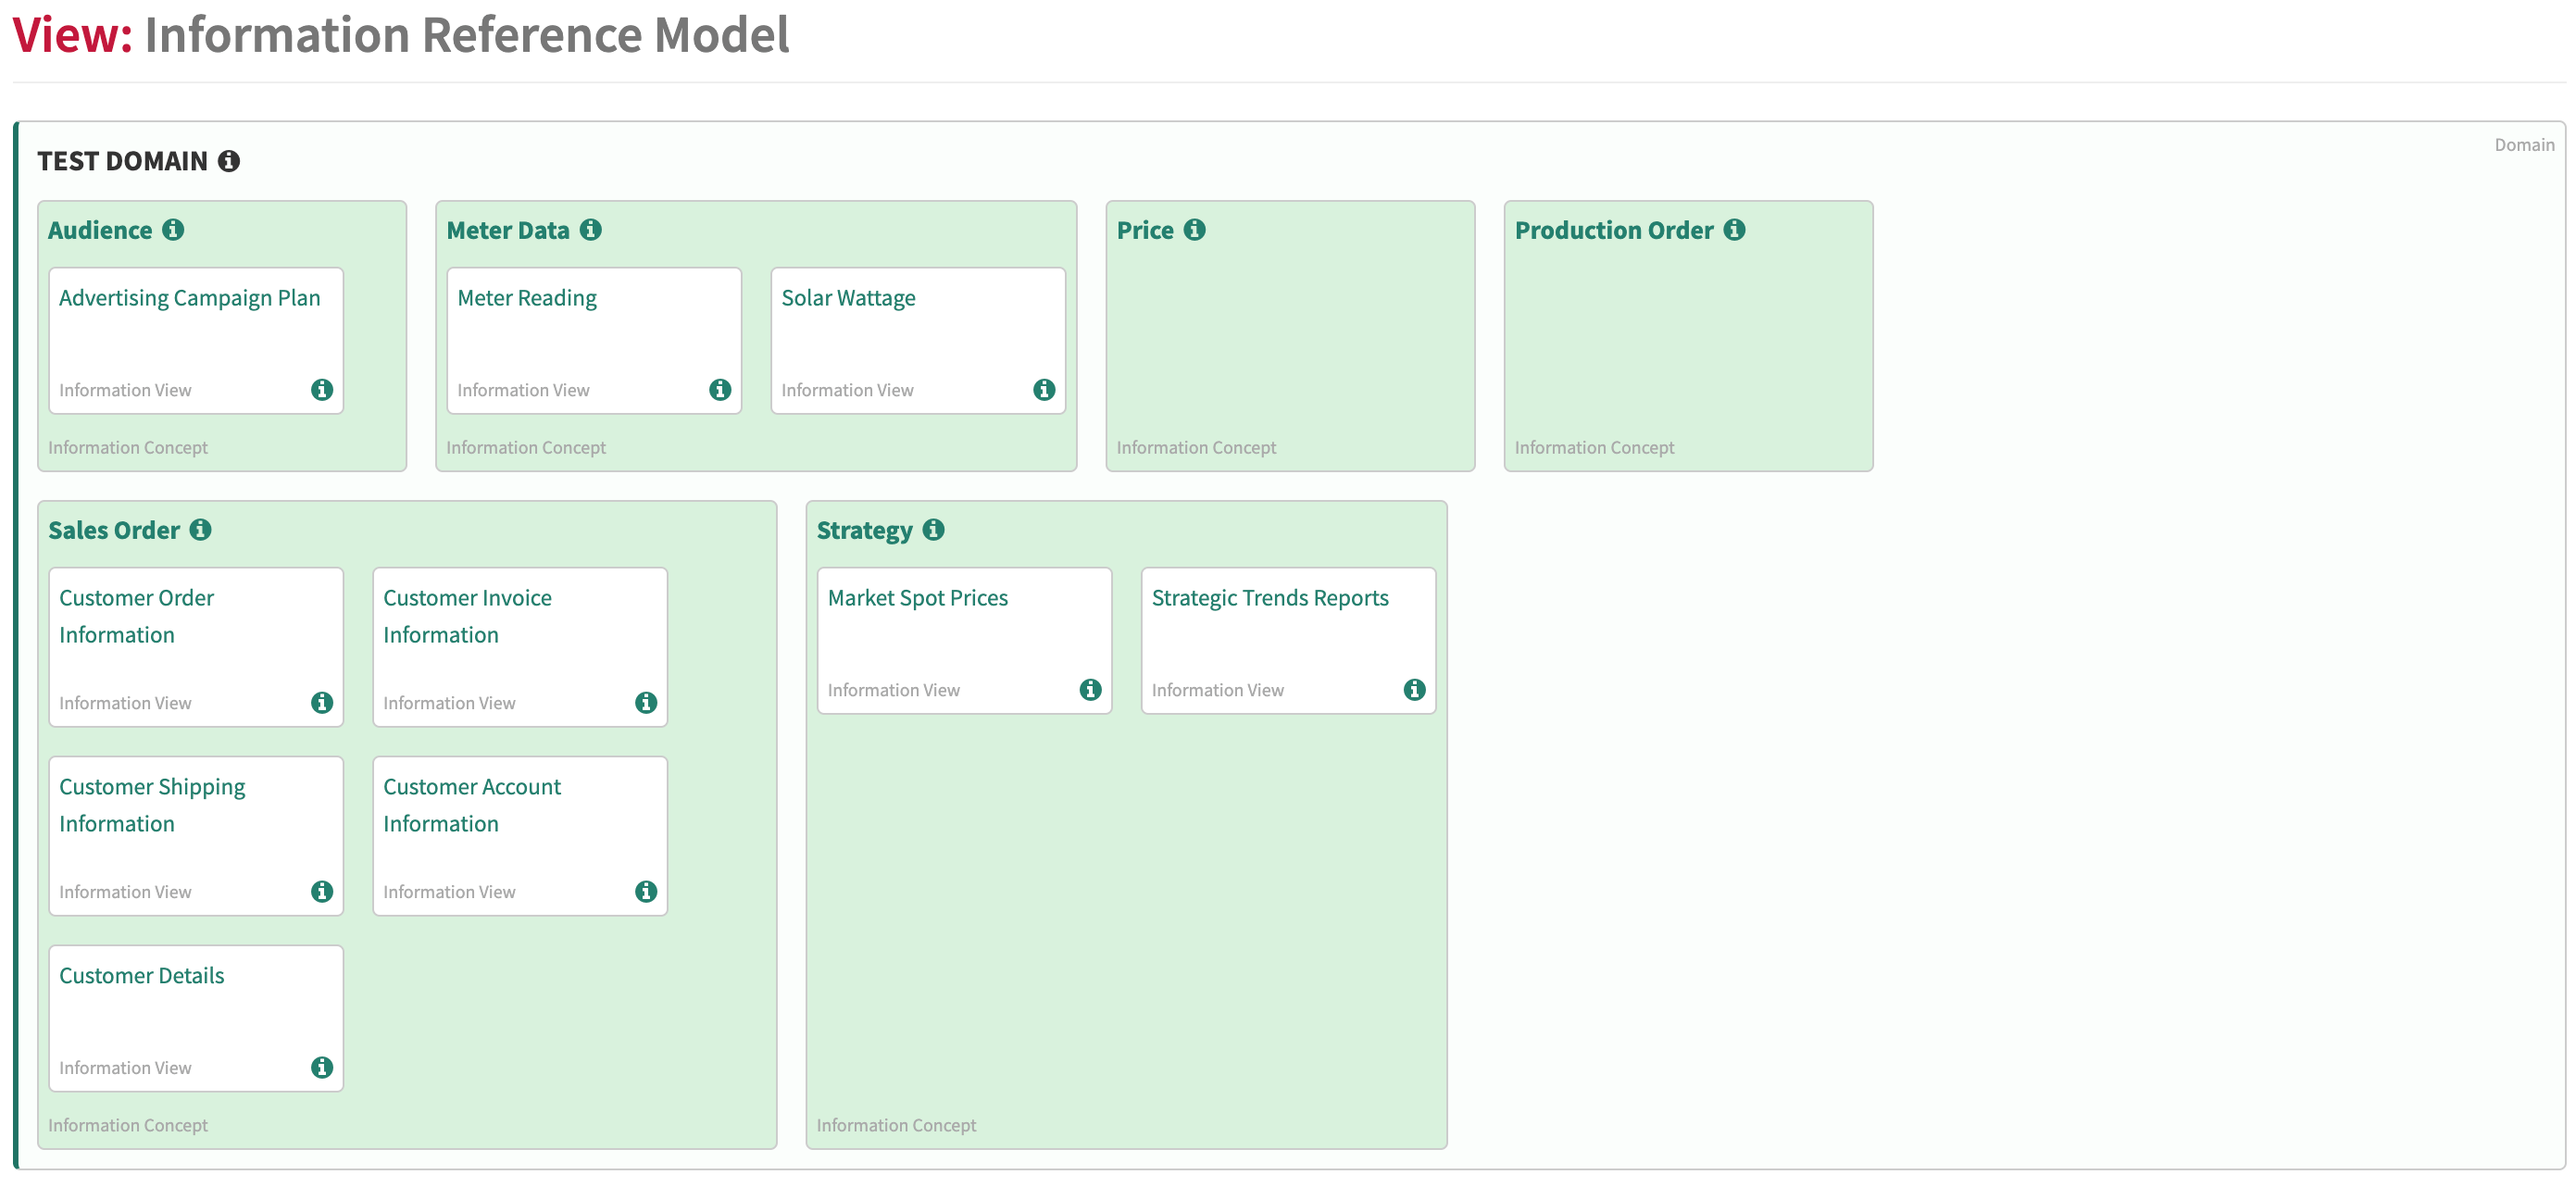 View: Information Reference Model
Domain
TEST DOMAIN
Audience
Advertising Campaign Plan
Information View
Information Concept
Meter Data
Meter Reading
Information View
Solar Wattage
Information View
Information Concept
Price
Information Concept
Production Order
Information Concept
Sales Order
Customer Order
Information
Information View
Customer Invoice
Information
Information View
Customer Shipping
Information
Information View
Customer Account
Information
Information View
Customer Details
Information View
Information Concept
Strategy
Market Spot Prices
Information View
Strategic Trends Reports
Information View
Information Concept